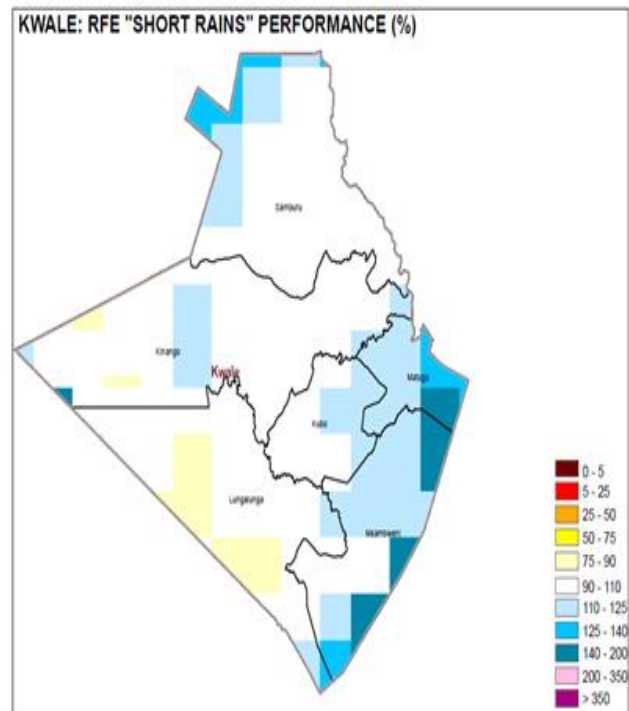 KWALE: RFE "SHORT RAINS" PERFORMANCE (%)
Samburu
Kinango
Kwale
Matuga
Kubo
Lungalunga
Msambweni
0 - 5
5 - 25
25 - 50
50 - 75
75 - 90
90 - 110
110 - 125
125 - 140
140 - 200
200 - 350
> 350